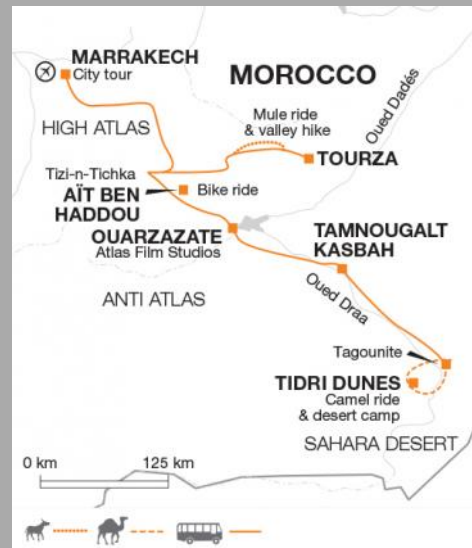 MARRAKECH
City tour
MOROCCO
Oued Dadés
HIGH ATLAS
Mule ride
& valley hike
TOURZA
Tizi-n-Tichka
AÏT BEN
HADDOU
Bike ride
OUARZAZATE
Atlas Film Studios
TAMNOUGALT
KASBAH
ANTI ATLAS
Oued Draa
Tagounite
TIDRI DUNES
Camel ride
& desert camp
SAHARA DESERT
0 km 125 km